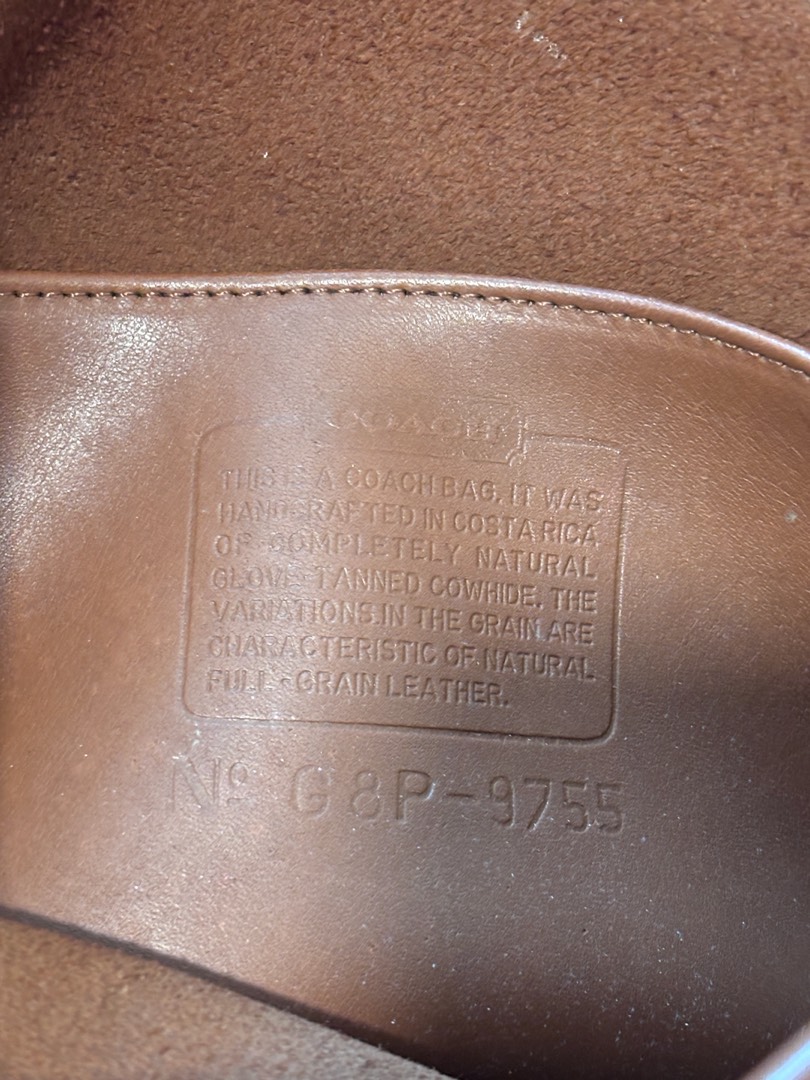 COACH
THIS IS A COACH BAG. IT WAS
HANDCRAFTED IN COSTA RICA
OF COMPLETELY NATURAL
GLOVE-TANNED COWHIDE. THE
VARIATIONS IN THE GRAIN ARE
CHARACTERISTIC OF NATURAL
FULL-GRAIN LEATHER.
No G8P-9755